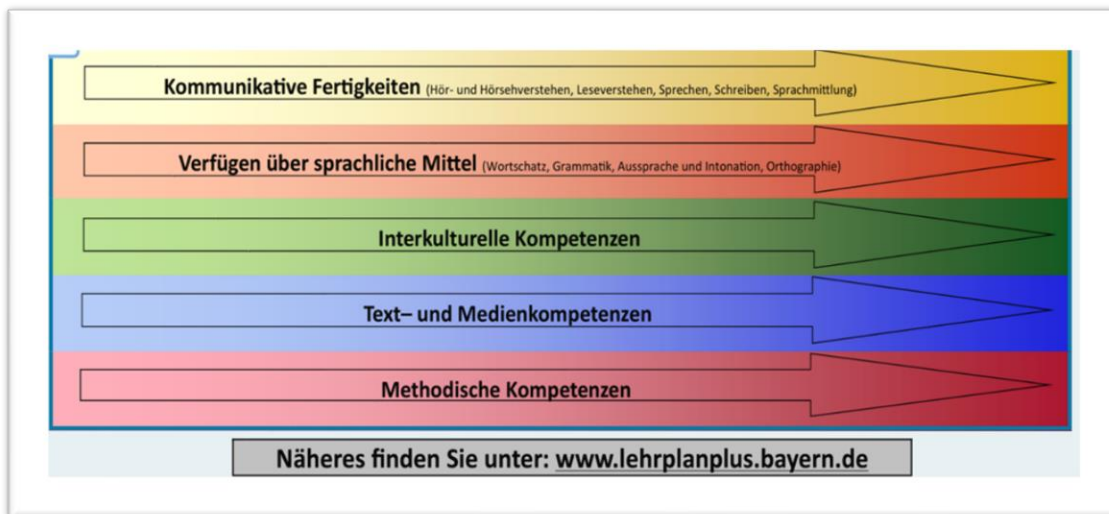 Kommunikative Fertigkeiten (Hör- und Hörsehverstehen, Leseverstehen, Sprechen, Schreiben, Sprachmittlung)
Verfügen über sprachliche Mittel (Wortschatz, Grammatik, Aussprache und Intonation, Orthographie)
Interkulturelle Kompetenzen
Text– und Medienkompetenzen
Methodische Kompetenzen
Näheres finden Sie unter: www.lehrplanplus.bayern.de